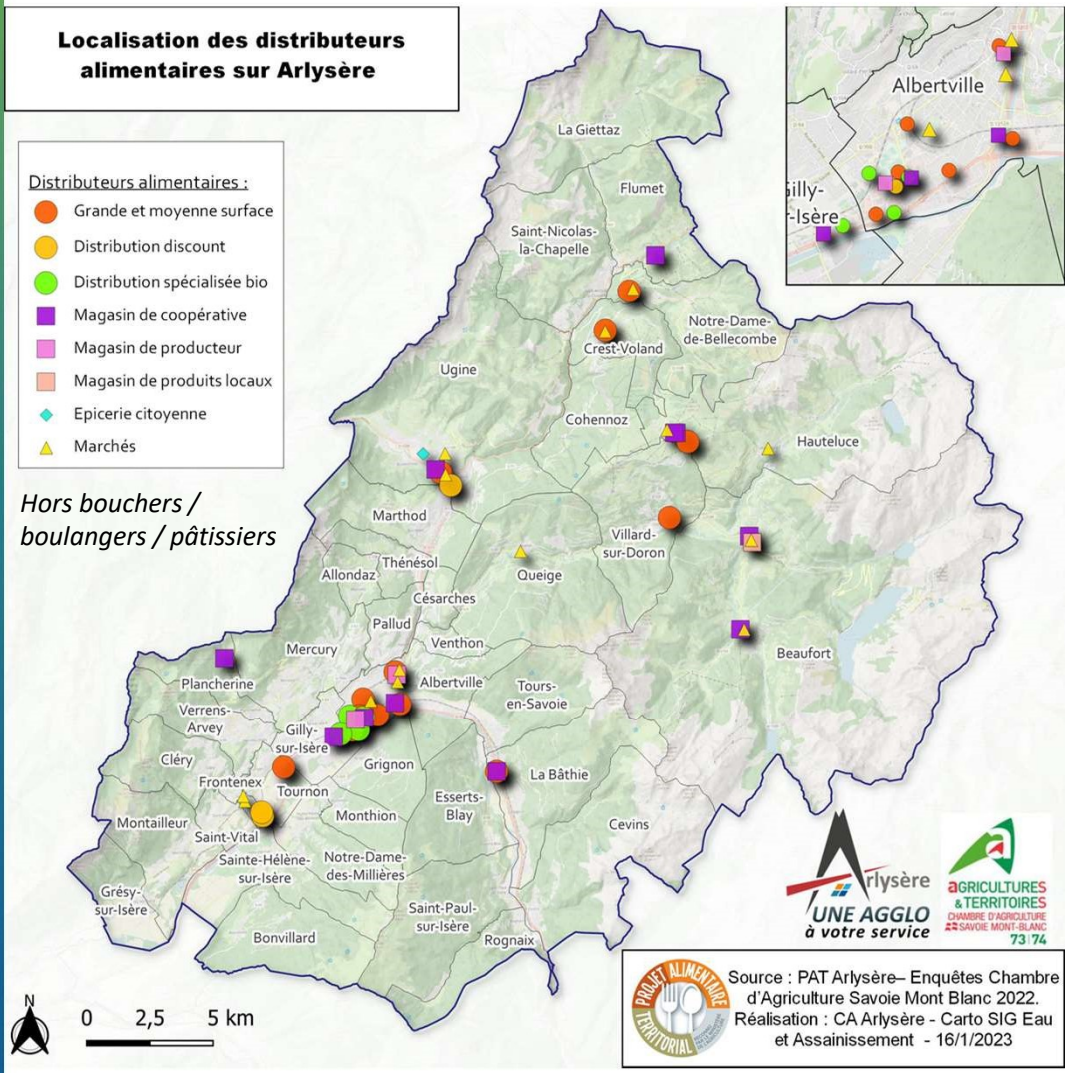 Localisation des distributeurs
alimentaires sur Arlysère
Distributeurs alimentaires :
Grande et moyenne surface
Distribution discount
Distribution spécialisée bio
Magasin de coopérative
Magasin de producteur
Magasin de produits locaux
Epicerie citoyenne
Marchés
Hors bouchers /
boulangers / pâtissiers
Albertville
Gilly-
r-Isère
La Giettaz
Flumet
Saint-Nicolas-
la-Chapelle
Notre-Dame-
de-Bellecombe
Crest-Voland
Ugine
Cohennoz
Hauteluce
Marthod
Villard-
sur-Doron
Queige
Thénésol
Allondaz
Césarches
Pallud
Venthon
Mercury
Beaufort
Plancherine
Albertville
Tours-
en-Savoie
Verrens-
Arvey
Gilly-
sur-Isère
Cléry
Grignon
La Bâthie
Frontenex
Tournon
Esserts-
Blay
Montailleur
Monthion
Saint-Vital
Cevins
Sainte-Hélène-
sur-Isère
Notre-Dame-
des-Millières
Grésy-
sur-Isère
Saint-Paul-
sur-Isère
Bonvillard
Rognaix
Arlysère
UNE AGGLO
à votre service
AGRICULTURES
& TERRITOIRES
CHAMBRE D'AGRICULTURE
SAVOIE MONT-BLANC
73|74
N
0 2,5 5 km
PROJET ALIMENTAIRE
TERRITORIAL
Source : PAT Arlysère– Enquêtes Chambre
d'Agriculture Savoie Mont Blanc 2022.
Réalisation : CA Arlysère - Carto SIG Eau
et Assainissement - 16/1/2023